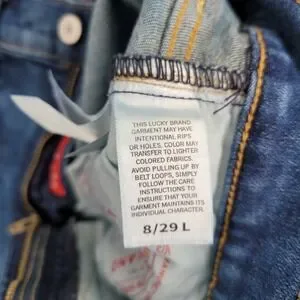 THIS LUCKY BRAND
GARMENT MAY HAVE
INTENTIONAL RIPS
OR HOLES. COLOR MAY
TRANSFER TO LIGHTER
COLORED FABRICS.
AVOID PULLING UP BY
BELT LOOPS, SIMPLY
FOLLOW THE CARE
INSTRUCTIONS TO
ENSURE THAT YOUR
GARMENT MAINTAINS ITS
INDIVIDUAL CHARACTER.
8/29 L